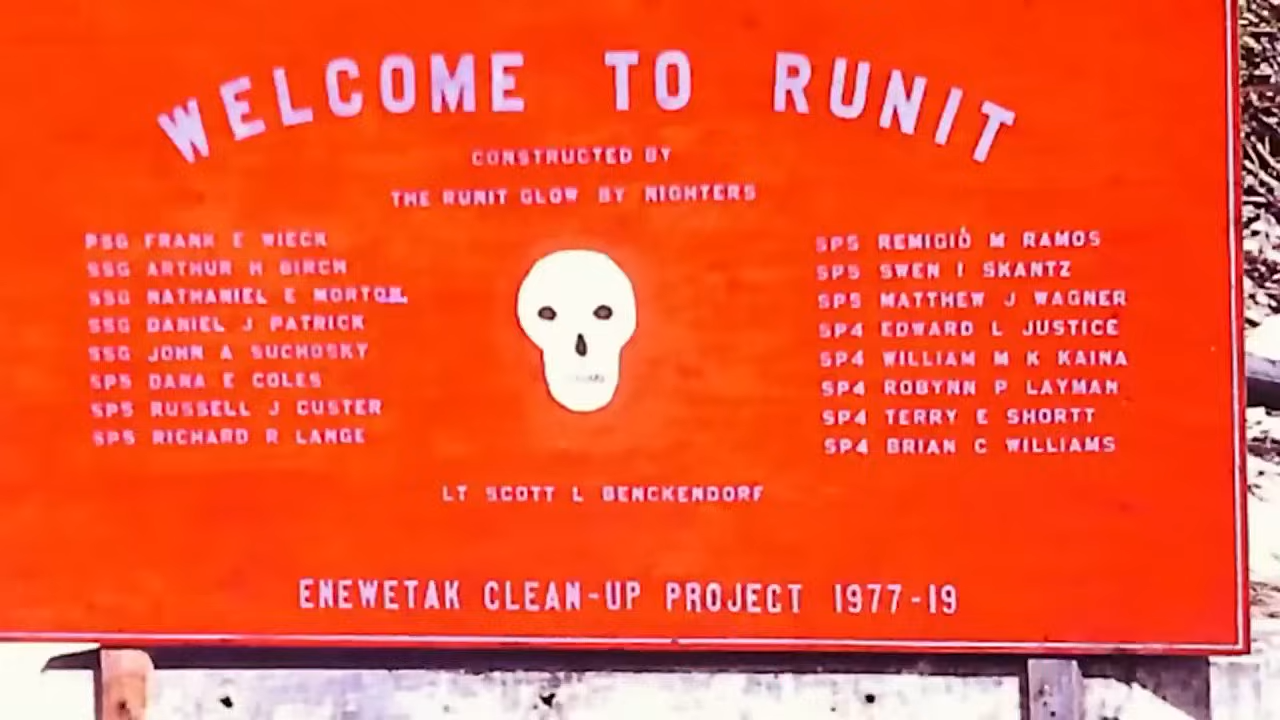 WELCOME TO RUNIT
CONSTRUCTED BY
THE RUNIT GLOW BY NIGHTERS
PSG FRANK E WIECK
SSG ARTHUR H BIRCH
SSG NATHANIEL E MORTON
SSG DANIEL J PATRICK
SSG JOHN A SUCHOSKY
SP5 DANA E COLES
SP5 RUSSELL J CUSTER
SP5 RICHARD R LANGE
SP5 REMIGIO M RAMOS
SP5 SWEN I SKANTZ
SP5 MATTHEW J WAGNER
SP4 EDWARD L JUSTICE
SP4 WILLIAM M K KAINA
SP4 ROBYNN P LAYMAN
SP4 TERRY E SHORTT
SP4 BRIAN C WILLIAMS
LT SCOTT L BENCKENDORF
ENEWETAK CLEAN-UP PROJECT 1977-19